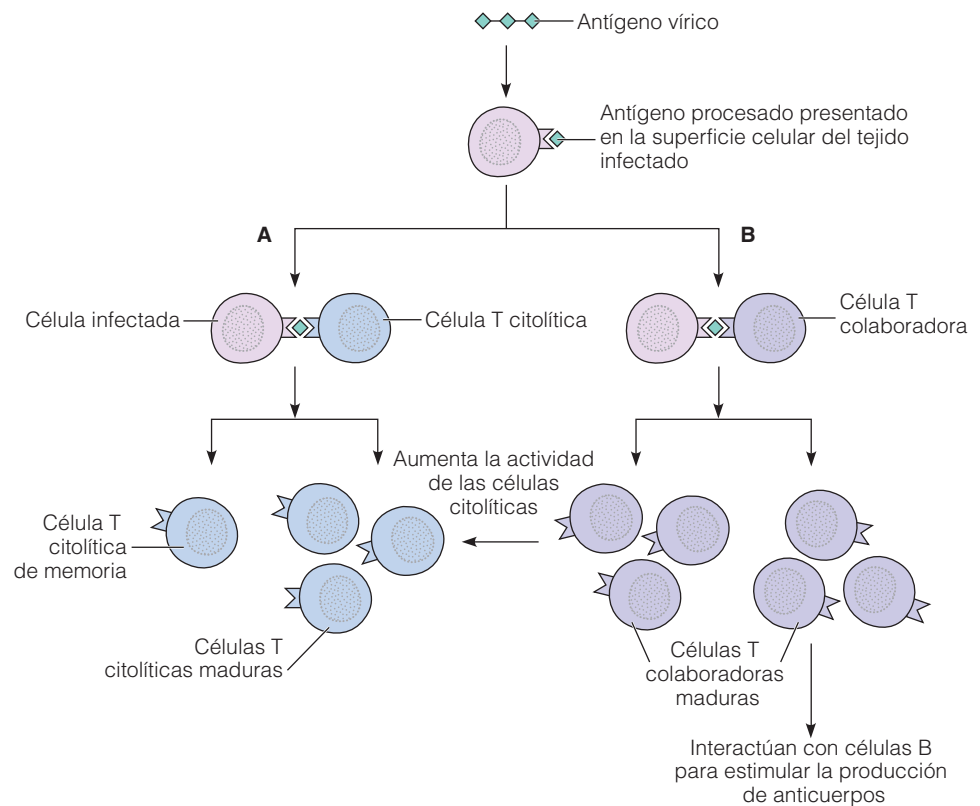 Antígeno vírico
Antígeno procesado presentado
en la superficie celular del tejido
infectado
A
B
Célula infectada
Célula T citolítica
Célula T
colaboradora
Aumenta la actividad
de las células
citolíticas
Célula T
citolítica
de memoria
Células T
citolíticas maduras
Células T
colaboradoras
maduras
Interactúan con células B
para estimular la producción
de anticuerpos